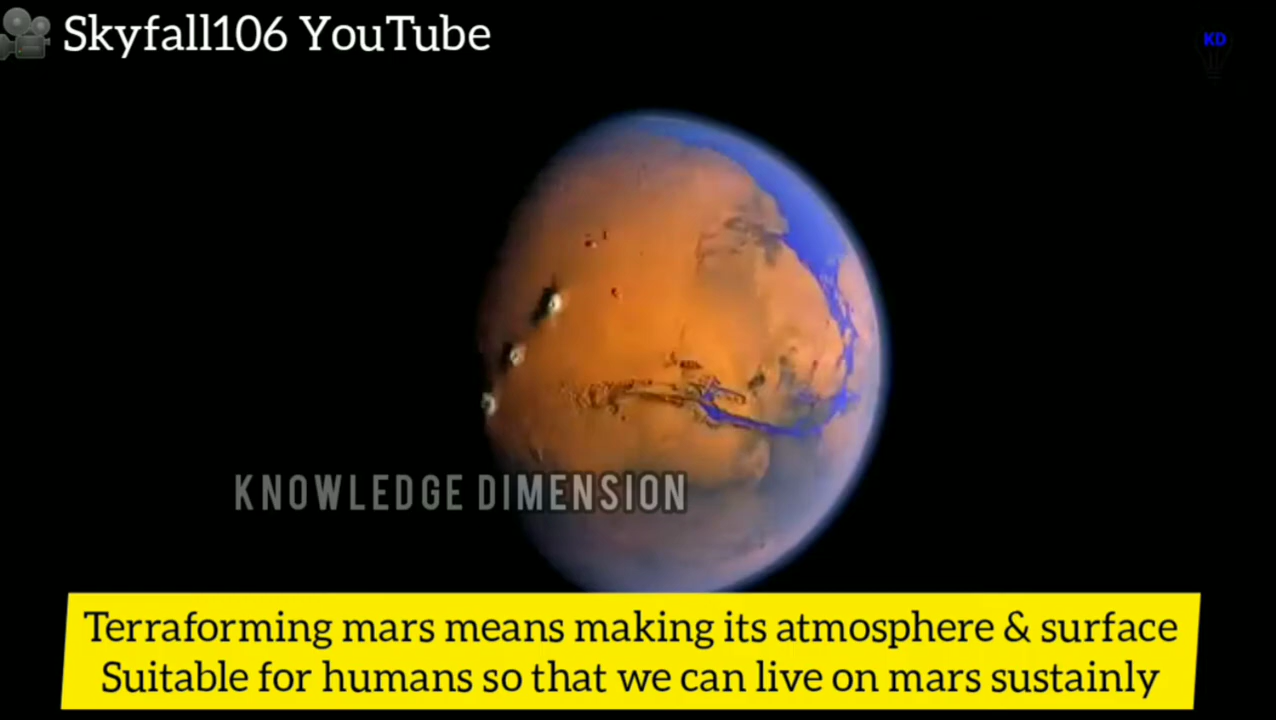 Skyfall106 YouTube
KD
KNOWLEDGE DIMENSION
Terraforming mars means making its atmosphere & surface
Suitable for humans so that we can live on mars sustainly